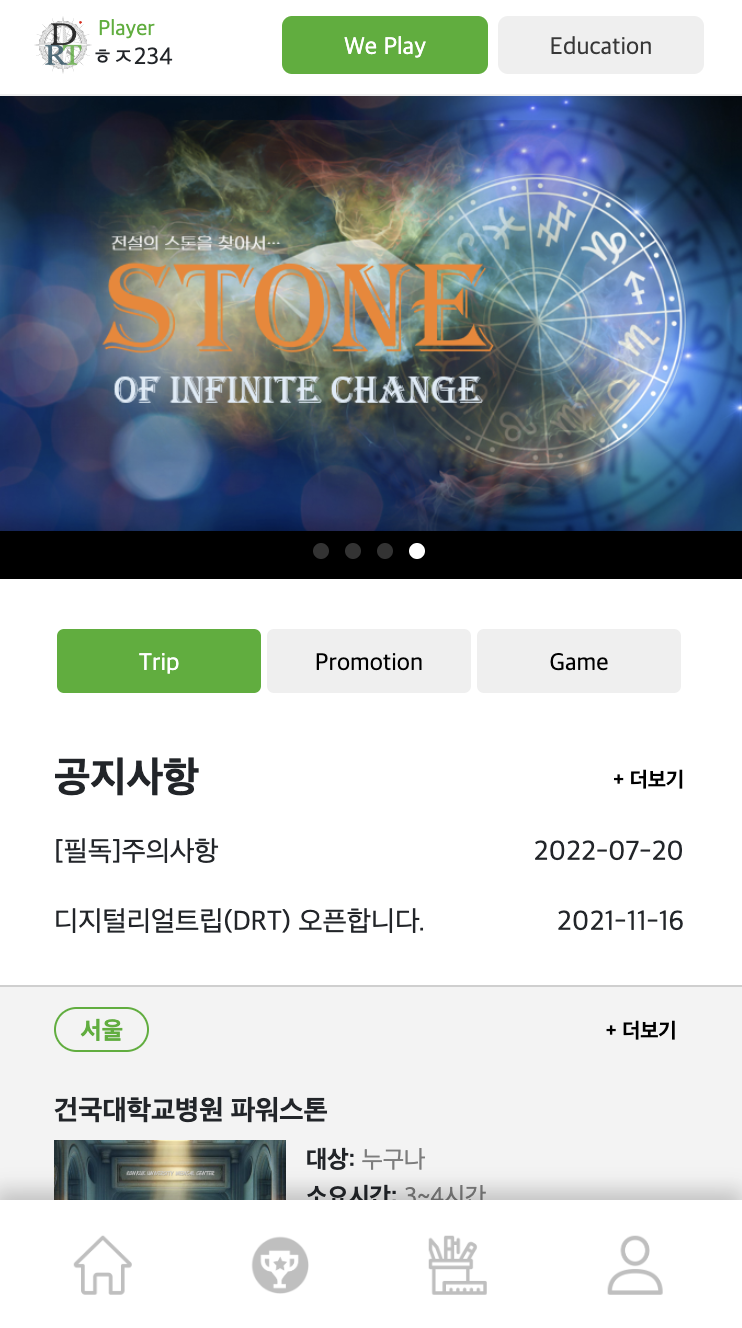 DRT
Player
ㅎㅈ234
We Play
Education
전설의 스톤을 찾아서…
STONE
OF INFINITE CHANGE
Trip
Promotion
Game
공지사항
+ 더보기
[필독]주의사항
2022-07-20
디지털리얼트립(DRT) 오픈합니다.
2021-11-16
서울
+ 더보기
건국대학교병원 파워스톤
대상: 누구나
소요시간: 3~4시간